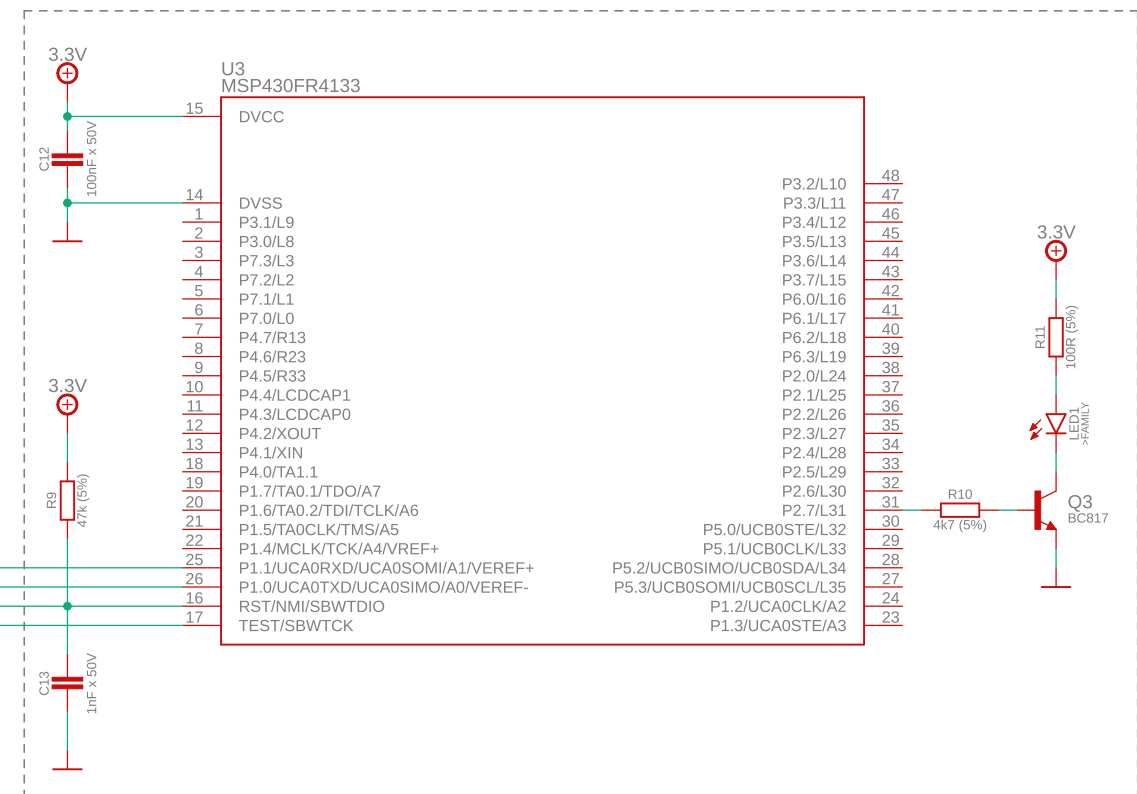 3.3V
C12
100nF x 50V
U3
MSP430FR4133
15 DVCC
14 DVSS
1 P3.1/L9
2 P3.0/L8
3 P7.3/L3
4 P7.2/L2
5 P7.1/L1
6 P7.0/L0
7 P4.7/R13
8 P4.6/R23
9 P4.5/R33
10 P4.4/LCDCAP1
11 P4.3/LCDCAP0
12 P4.2/XOUT
13 P4.1/XIN
18 P4.0/TA1.1
19 P1.7/TA0.1/TDO/A7
20 P1.6/TA0.2/TDI/TCLK/A6
21 P1.5/TA0CLK/TMS/A5
22 P1.4/MCLK/TCK/A4/VREF+
25 P1.1/UCA0RXD/UCA0SOMI/A1/VEREF+
26 P1.0/UCA0TXD/UCA0SIMO/A0/VEREF-
16 RST/NMI/SBWTDIO
17 TEST/SBWTCK
P3.2/L10 48
P3.3/L11 47
P3.4/L12 46
P3.5/L13 45
P3.6/L14 44
P3.7/L15 43
P6.0/L16 42
P6.1/L17 41
P6.2/L18 40
P6.3/L19 39
P2.0/L24 38
P2.1/L25 37
P2.2/L26 36
P2.3/L27 35
P2.4/L28 34
P2.5/L29 33
P2.6/L30 32
P2.7/L31 31
P5.0/UCB0STE/L32 30
P5.1/UCB0CLK/L33 29
P5.2/UCB0SIMO/UCB0SDA/L34 28
P5.3/UCB0SOMI/UCB0SCL/L35 27
P1.2/UCA0CLK/A2 24
P1.3/UCA0STE/A3 23
3.3V
R9
47k (5%)
C13
1nF x 50V
3.3V
R11
100R (5%)
LED1
>FAMILY
R10
4k7 (5%)
Q3
BC817